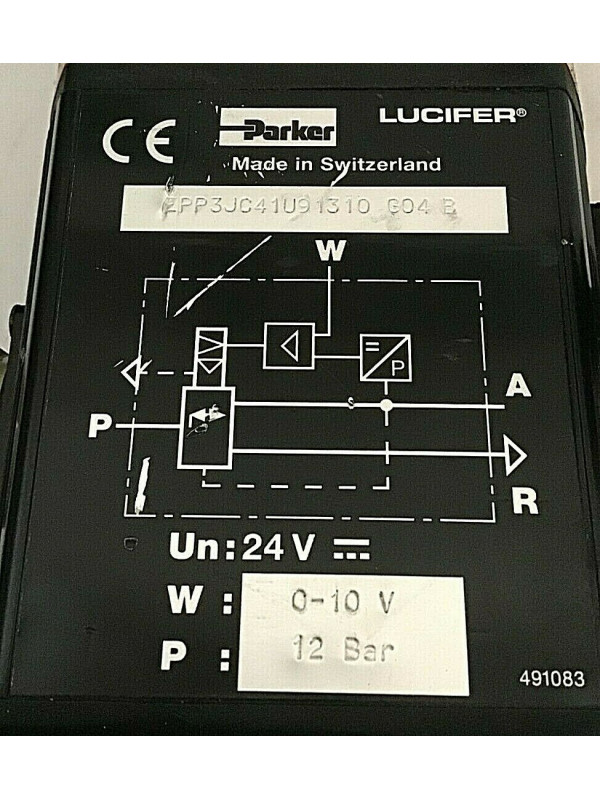 CE Parker LUCIFER®
Made in Switzerland
EPP3JC41U91310 G04 B
W
= P
A
P
R
Un: 24 V
W : 0-10 V
P : 12 Bar
491083